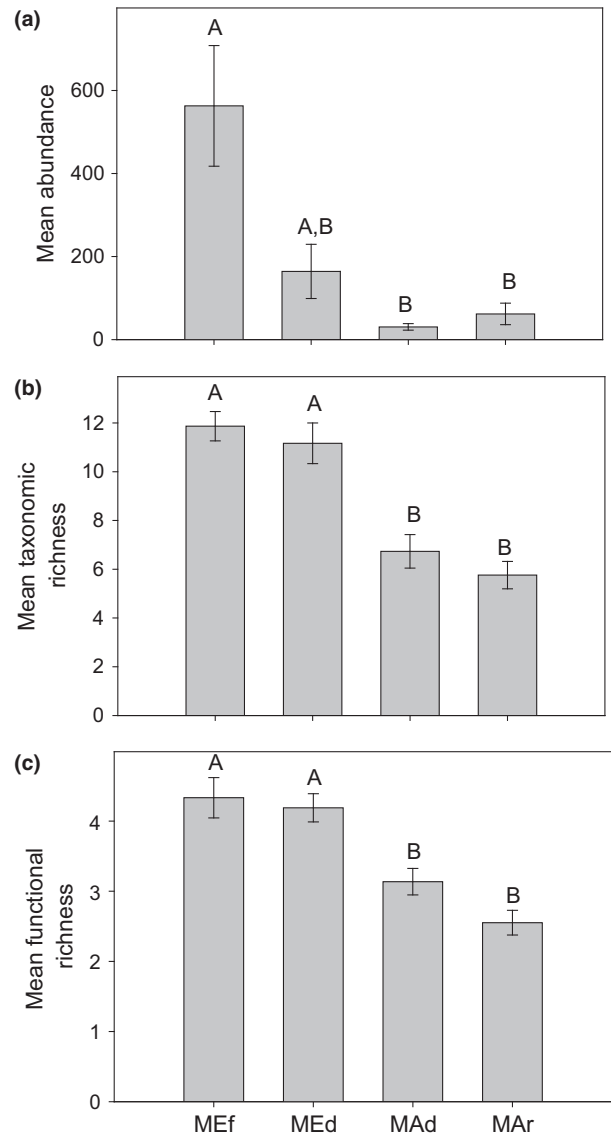 (a)
Mean abundance
600
400
200
0
A
A,B
B
B
(b)
Mean taxonomic
richness
12
10
8
6
4
2
0
A
A
B
B
(c)
Mean functional
richness
4
3
2
1
0
A
A
B
B
MEf MEd MAd MAr